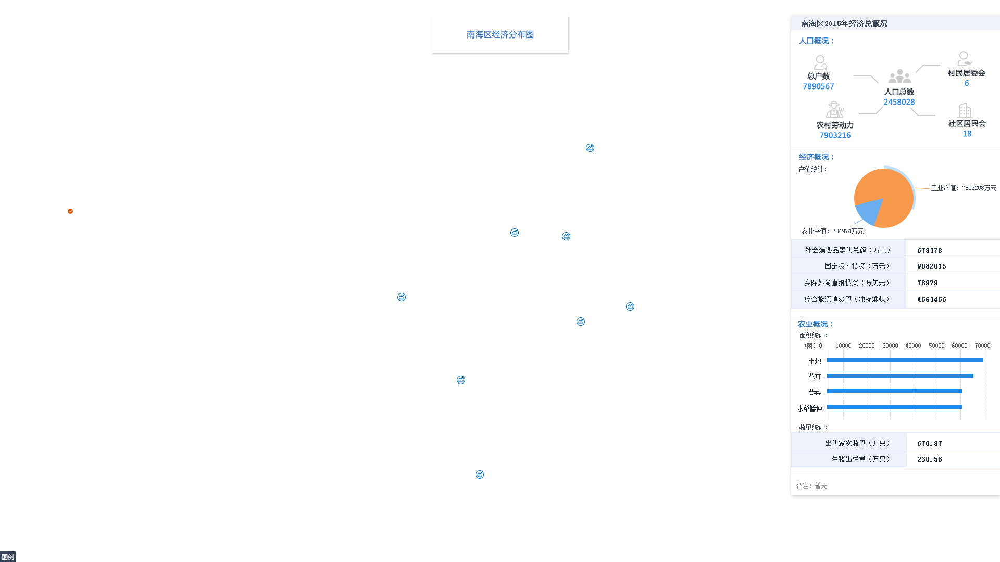 南海区经济分布图
南海区2015年经济总概况
人口概况：
总户数
7890567
村民居委会
6
人口总数
2458028
农村劳动力
7903216
社区居民会
18
经济概况：
产值统计：
工业产值：7893208万元
农业产值：704974万元
社会消费品零售总额（万元） 678378
固定资产投资（万元） 9082015
实际外商直接投资（万美元） 78979
综合能源消费量（吨标准煤） 4563456
农业概况：
面积统计：
（亩）0 10000 20000 30000 40000 50000 60000 70000
土地
花卉
蔬菜
水稻播种
数量统计：
出售家禽数量（万只） 670.87
生猪出栏量（万只） 230.56
备注：暂无
图例